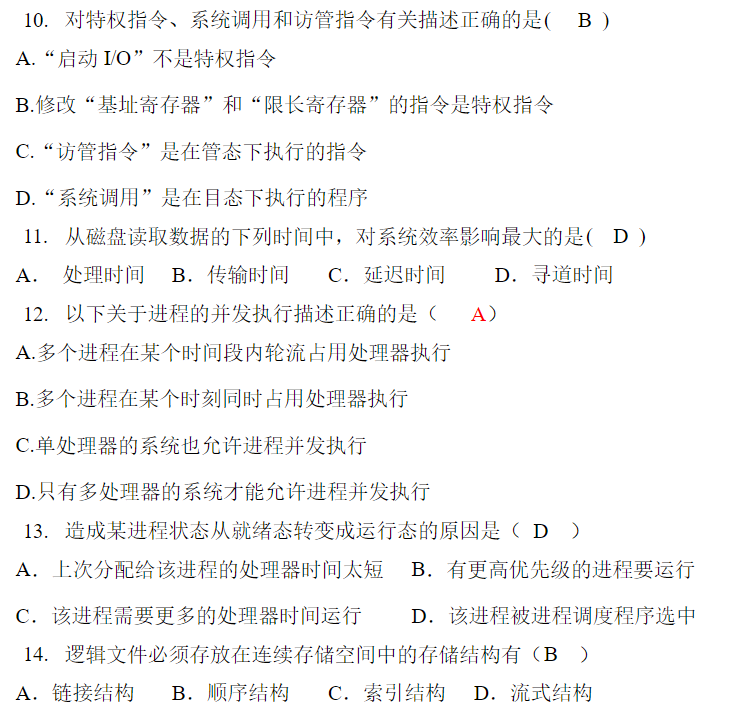 10. 对特权指令、系统调用和访管指令有关描述正确的是( B )
A.“启动 I/O”不是特权指令
B.修改“基址寄存器”和“限长寄存器”的指令是特权指令
C.“访管指令”是在管态下执行的指令
D.“系统调用”是在目态下执行的程序
11. 从磁盘读取数据的下列时间中，对系统效率影响最大的是( D )
A． 处理时间 B．传输时间 C．延迟时间 D．寻道时间
12. 以下关于进程的并发执行描述正确的是（ A）
A.多个进程在某个时间段内轮流占用处理器执行
B.多个进程在某个时刻同时占用处理器执行
C.单处理器的系统也允许进程并发执行
D.只有多处理器的系统才能允许进程并发执行
13. 造成某进程状态从就绪态转变成运行态的原因是（ D ）
A．上次分配给该进程的处理器时间太短 B．有更高优先级的进程要运行
C．该进程需要更多的处理器时间运行 D．该进程被进程调度程序选中
14. 逻辑文件必须存放在连续存储空间中的存储结构有（B ）
A．链接结构 B．顺序结构 C．索引结构 D．流式结构